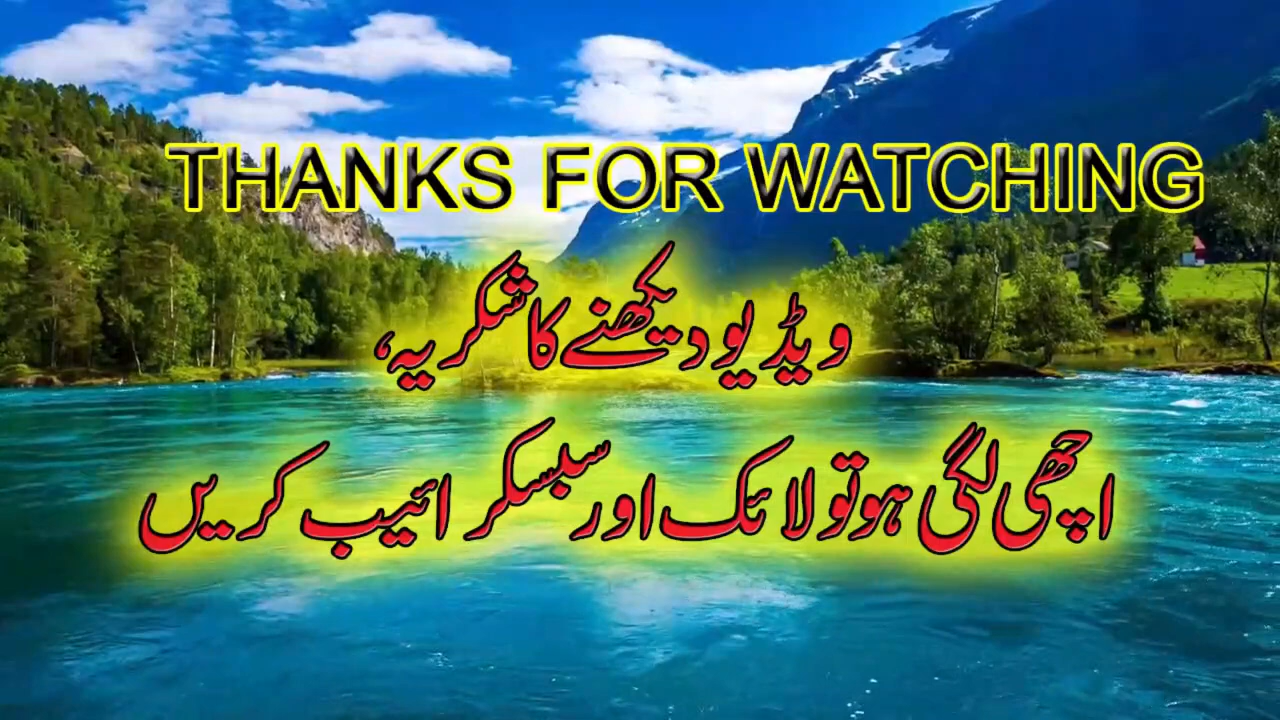 THANKS FOR WATCHING
ویڈیو دیکھنے کا شکریہ،
اچھی لگی ہو تو لائک اور سبسکرائیب کریں